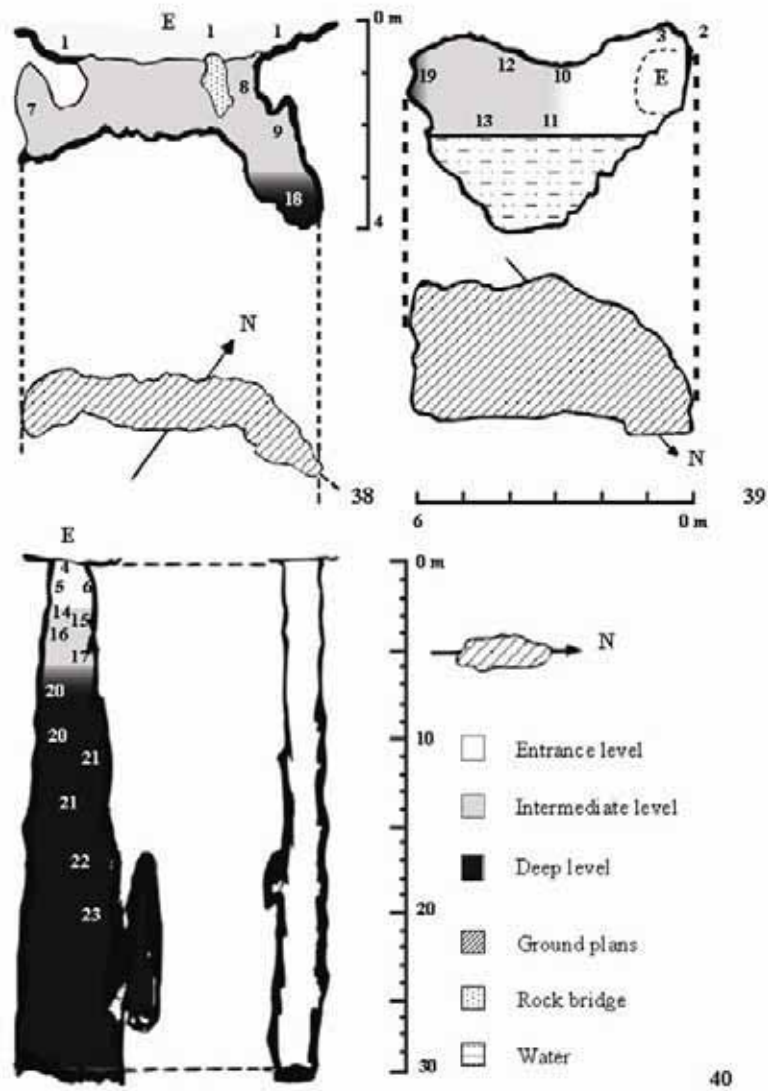 E
0 m
1 1 1
7 8
9
18
4
N
38
3 2
E
19 12 10
13 11
N
6 0 m
39
E
0 m
4
5 6
14 15
16
17
20
20
21
21
22
23
10
20
30
N
Entrance level
Intermediate level
Deep level
Ground plans
Rock bridge
Water
40